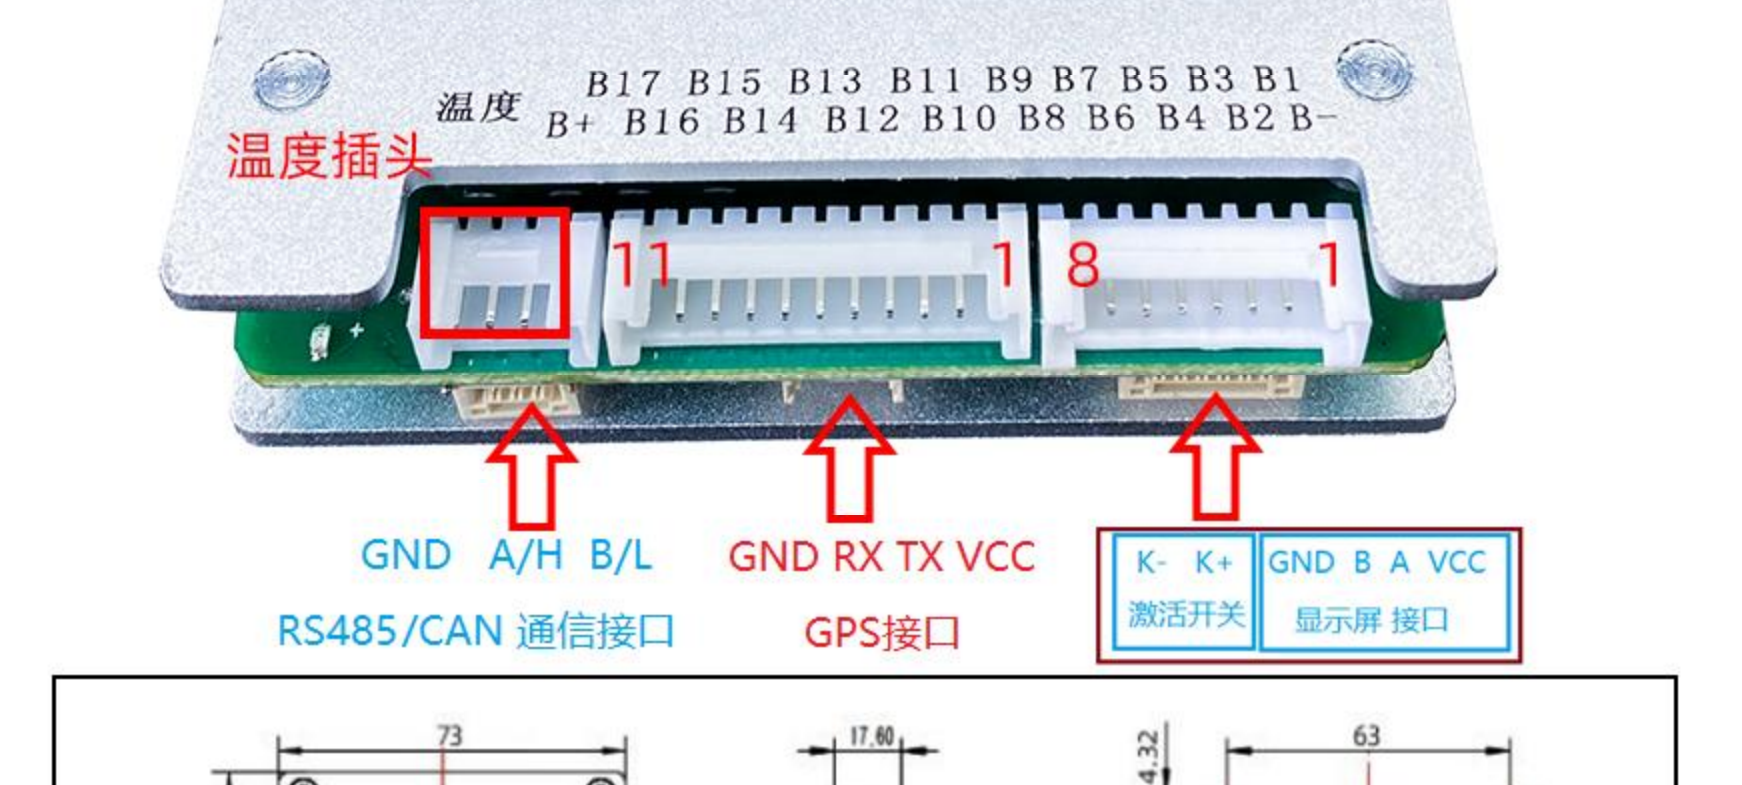 B17 B15 B13 B11 B9 B7 B5 B3 B1
温度 B+ B16 B14 B12 B10 B8 B6 B4 B2 B-
温度插头
11 1 8 1
+
GND A/H B/L
RS485/CAN 通信接口
GND RX TX VCC
GPS接口
K- K+
激活开关
GND B A VCC
显示屏 接口
73
17.60
4.32
63